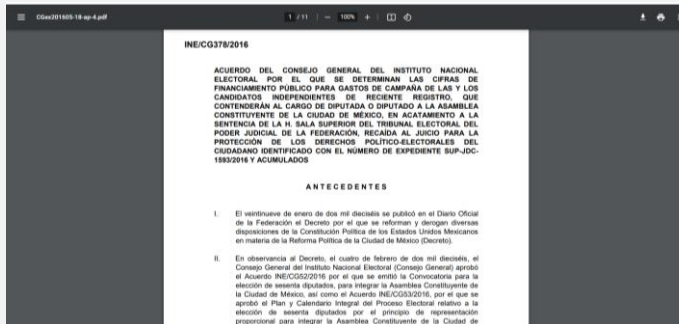 CGex201605-18-ap-4.pdf
1 / 11
100%
INE/CG378/2016
ACUERDO DEL CONSEJO GENERAL DEL INSTITUTO NACIONAL
ELECTORAL POR EL QUE SE DETERMINAN LAS CIFRAS DE
FINANCIAMIENTO PÚBLICO PARA GASTOS DE CAMPAÑA DE LAS Y LOS
CANDIDATOS INDEPENDIENTES DE RECIENTE REGISTRO, QUE
CONTENDERÁN AL CARGO DE DIPUTADA O DIPUTADO A LA ASAMBLEA
CONSTITUYENTE DE LA CIUDAD DE MÉXICO, EN ACATAMIENTO A LA
SENTENCIA DE LA H. SALA SUPERIOR DEL TRIBUNAL ELECTORAL DEL
PODER JUDICIAL DE LA FEDERACIÓN, RECAÍDA AL JUICIO PARA LA
PROTECCIÓN DE LOS DERECHOS POLÍTICO-ELECTORALES DEL
CIUDADANO IDENTIFICADO CON EL NÚMERO DE EXPEDIENTE SUP-JDC-
1593/2016 Y ACUMULADOS
ANTECEDENTES
I. El veintinueve de enero de dos mil dieciséis se publicó en el Diario Oficial
de la Federación el Decreto por el que se reforman y derogan diversas
disposiciones de la Constitución Política de los Estados Unidos Mexicanos
en materia de la Reforma Política de la Ciudad de México (Decreto).
II. En observancia al Decreto, el cuatro de febrero de dos mil dieciséis, el
Consejo General del Instituto Nacional Electoral (Consejo General) aprobó
el Acuerdo INE/CG52/2016 por el que se emitió la Convocatoria para la
elección de sesenta diputados, para integrar la Asamblea Constituyente de
la Ciudad de México, así como el Acuerdo INE/CG53/2016, por el que se
aprobó el Plan y Calendario Integral del Proceso Electoral relativo a la
elección de sesenta diputados por el principio de representación
proporcional para integrar la Asamblea Constituyente de la Ciudad de